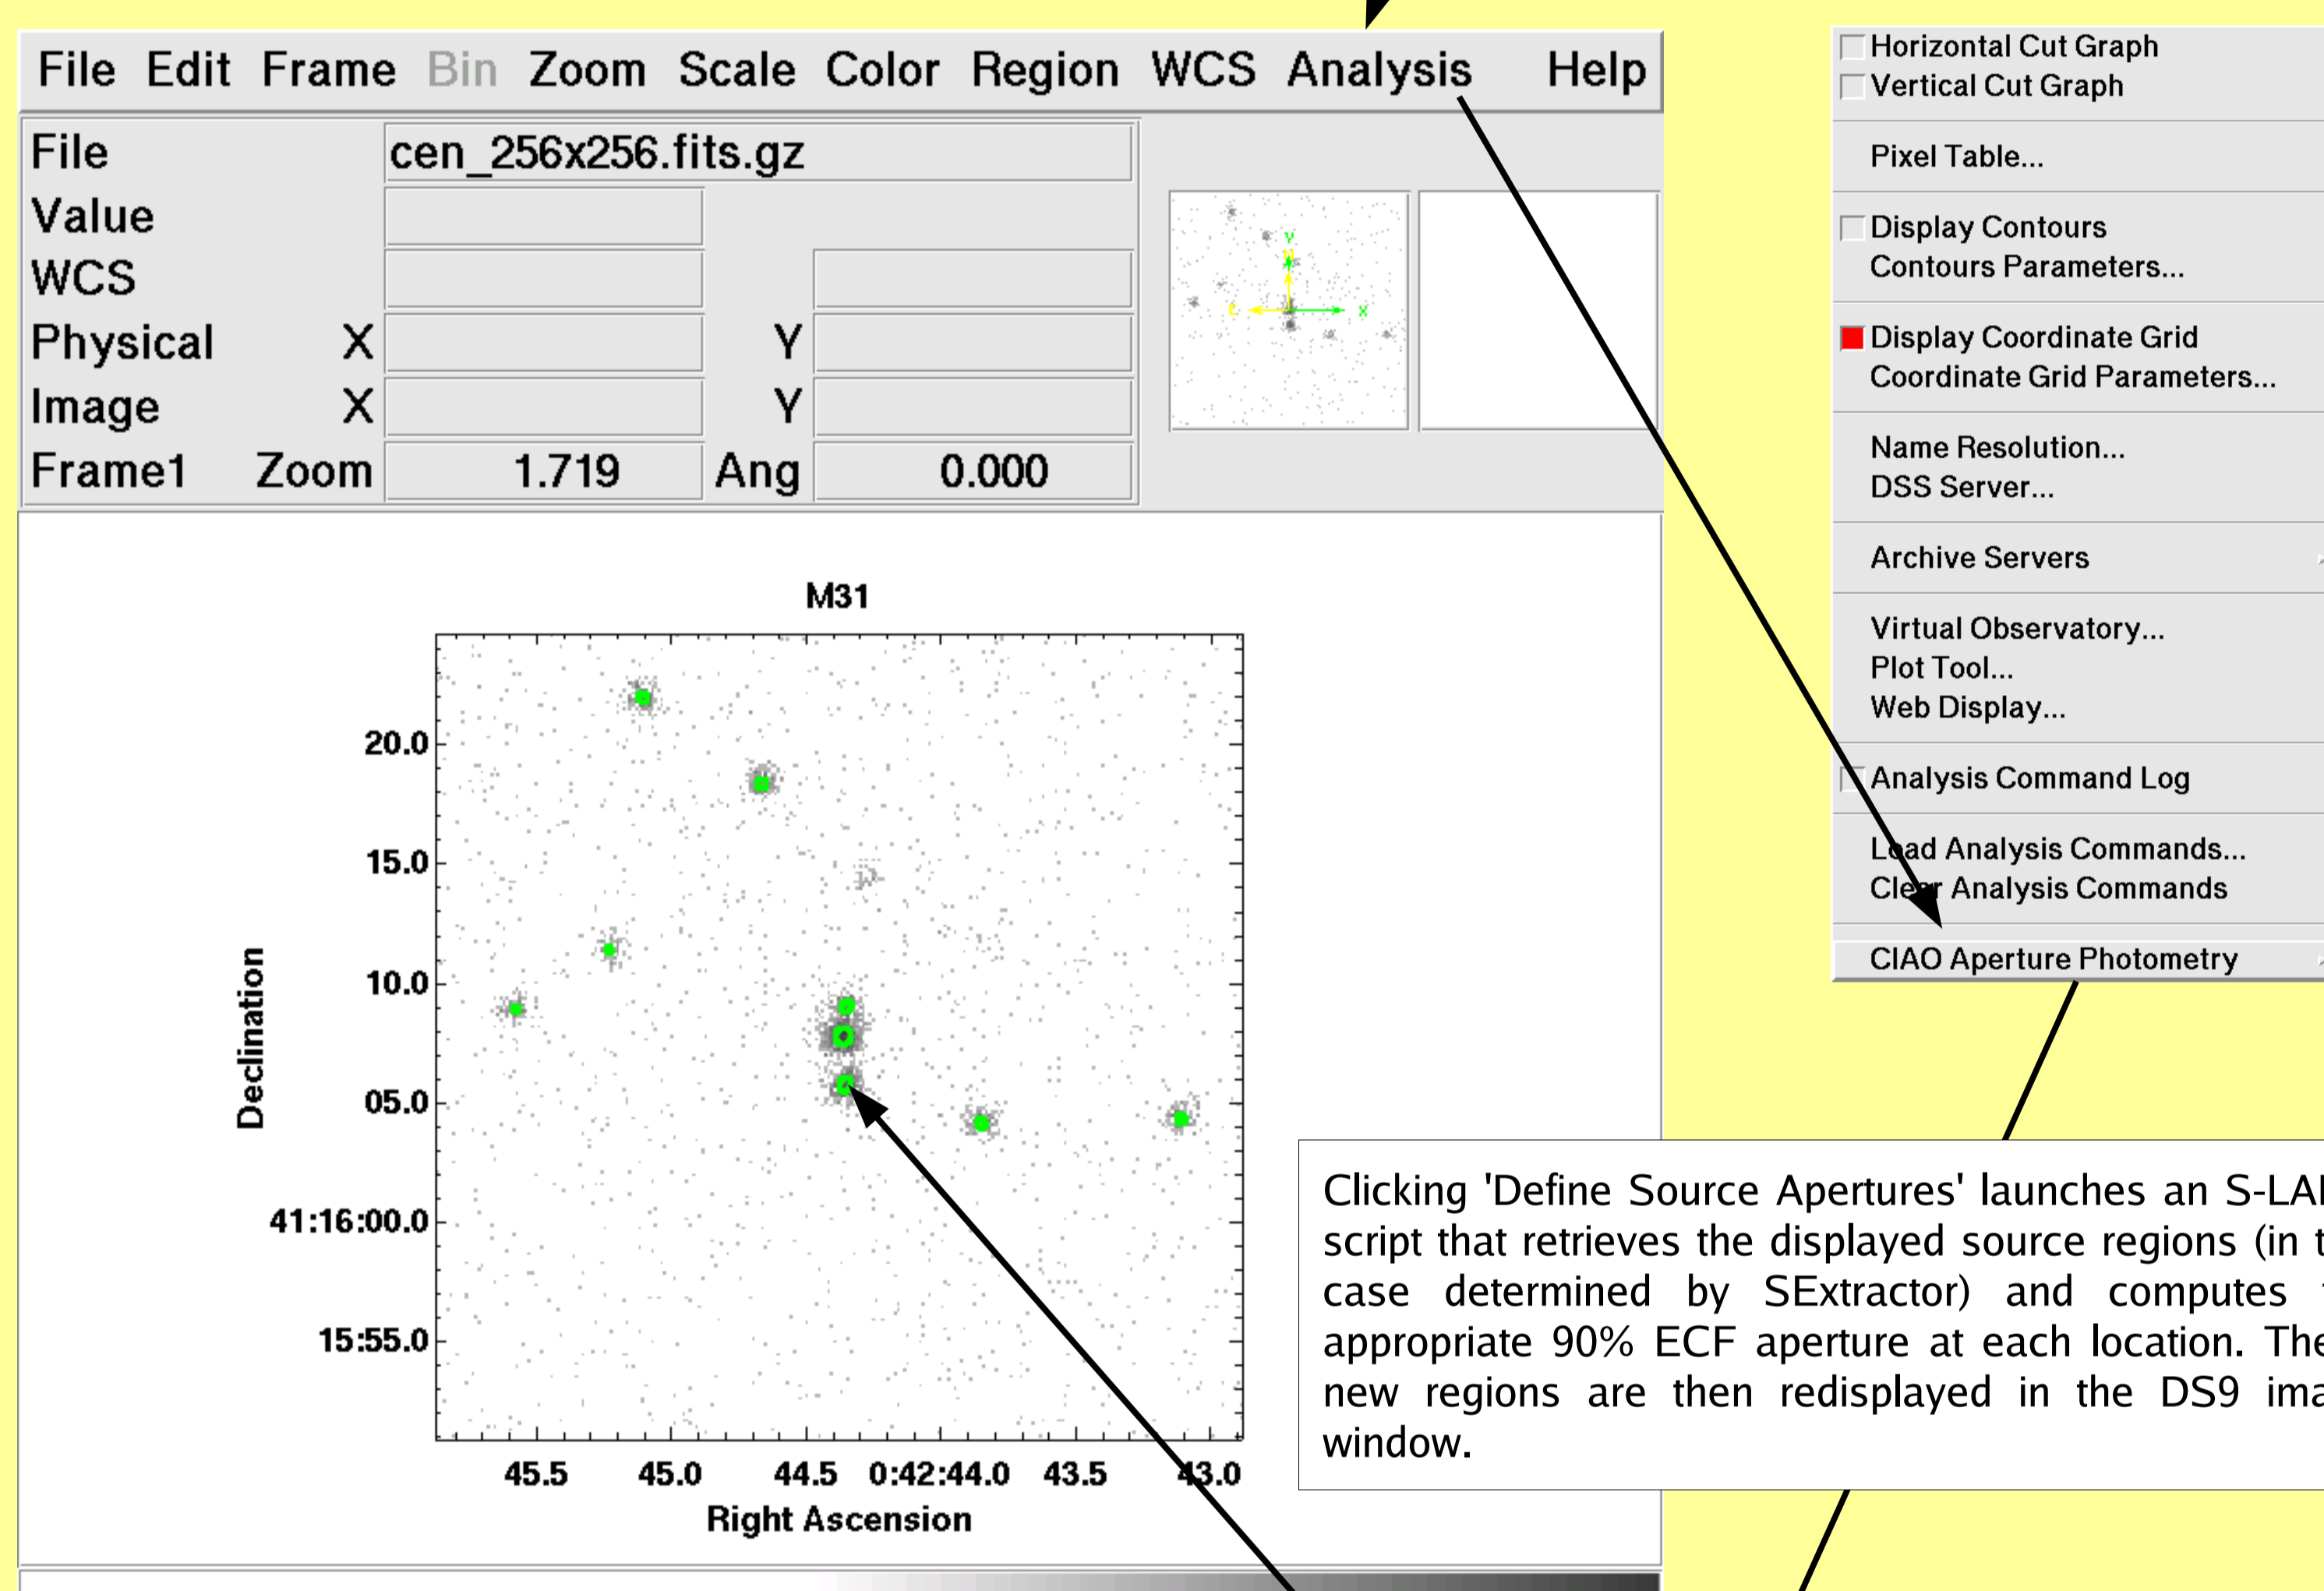 File Edit Frame Bin Zoom Scale Color Region WCS Analysis Help
File cen_256x256.fits.gz
Value
WCS
Physical X Y
Image X Y
Frame1 Zoom 1.719 Ang 0.000
Y
N
E X
M31
20.0
15.0
10.0
05.0
41:16:00.0
15:55.0
Declination
45.5 45.0 44.5 0:42:44.0 43.5 43.0
Right Ascension
Horizontal Cut Graph
Vertical Cut Graph
Pixel Table...
Display Contours
Contours Parameters...
Display Coordinate Grid
Coordinate Grid Parameters...
Name Resolution...
DSS Server...
Archive Servers
Virtual Observatory...
Plot Tool...
Web Display...
Analysis Command Log
Load Analysis Commands...
Clear Analysis Commands
CIAO Aperture Photometry
Clicking 'Define Source Apertures' launches an
script that retrieves the displayed source regions (in
case determined by SExtractor) and computes
appropriate 90% ECF aperture at each location.
new regions are then redisplayed in the DS9
window.